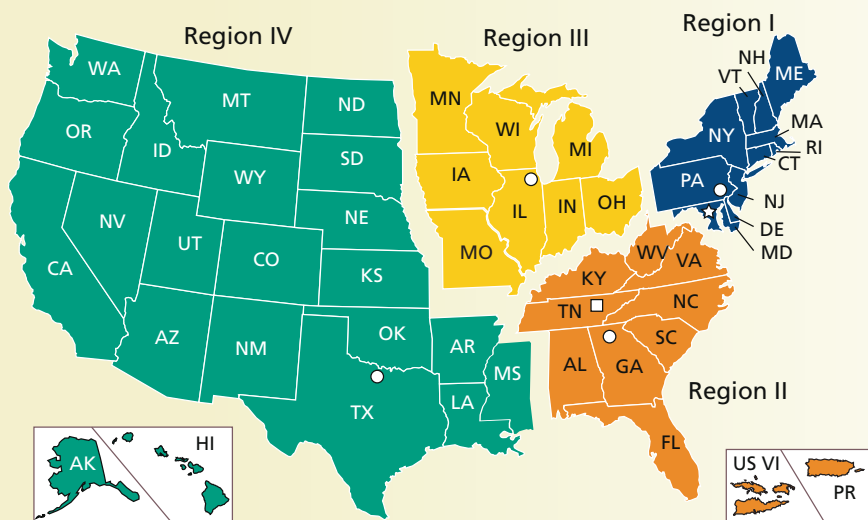 Region IV
Region III
Region I
WA
MT
ND
OR
ID
SD
WY
NE
NV
UT
CO
KS
CA
AZ
NM
OK
TX
AR
LA
MS
AK
HI
MN
WI
MI
IA
IL
IN
OH
MO
NH
VT
ME
NY
MA
RI
CT
PA
NJ
DE
MD
WV
VA
KY
TN
NC
SC
AL
GA
Region II
FL
US VI
PR